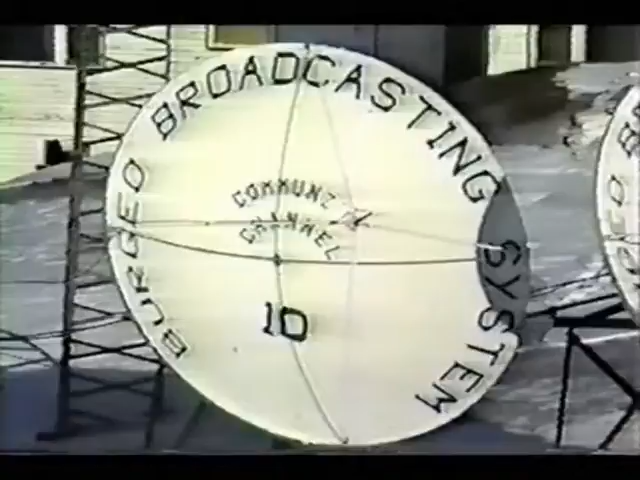 BURGEO BROADCASTING SYSTEM
COMMUNITY
CHANNEL
10